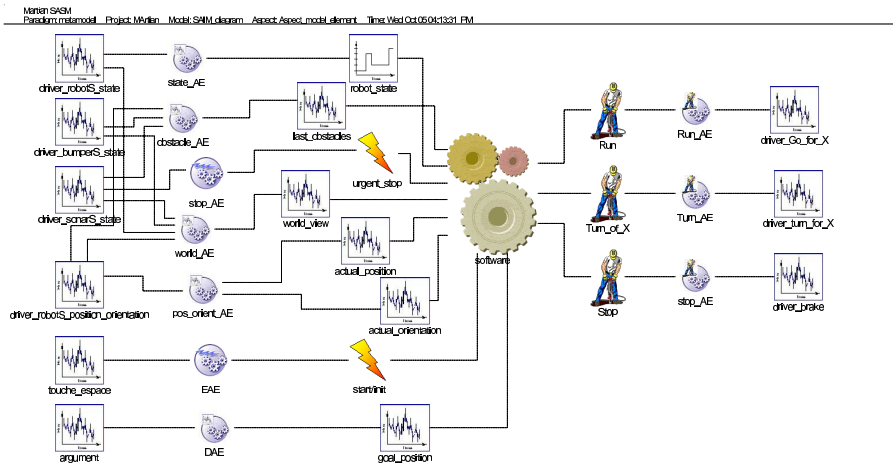 Martian SASM
Paradigm: metamodell Project: MArtian Model: SAIM_diagram Aspect: Aspect_model_element Time: Wed Oct 05 04:13:31 PM
driver_robotS_state
state_AE
robot_state
driver_bumperS_state
obstacle_AE
last_obstacles
Run
Run_AE
driver_Go_for_X
driver_sonarS_state
stop_AE
urgent_stop
world_AE
world_view
software
Turn_of_X
Turn_AE
driver_turn_for_X
actual_position
driver_robotS_position_orientation
pos_orient_AE
actual_orientation
Stop
stop_AE
driver_brake
touche_espace
EAE
start/init
argument
DAE
goal_position